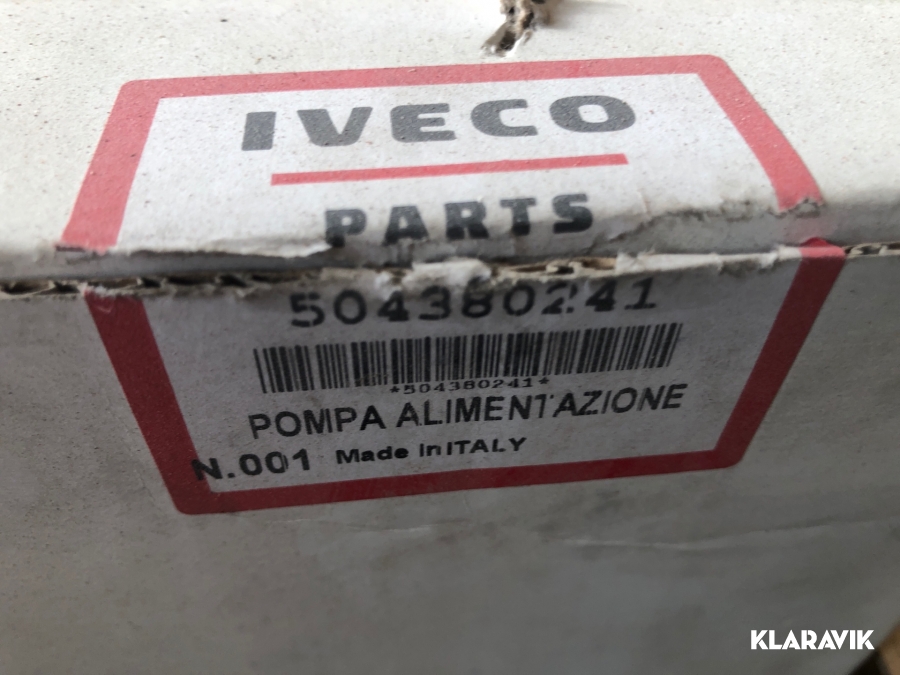 IVECO
PARTS
504380241
*504380241*
POMPA ALIMENTAZIONE
N.001 Made in ITALY
KLARAVIK